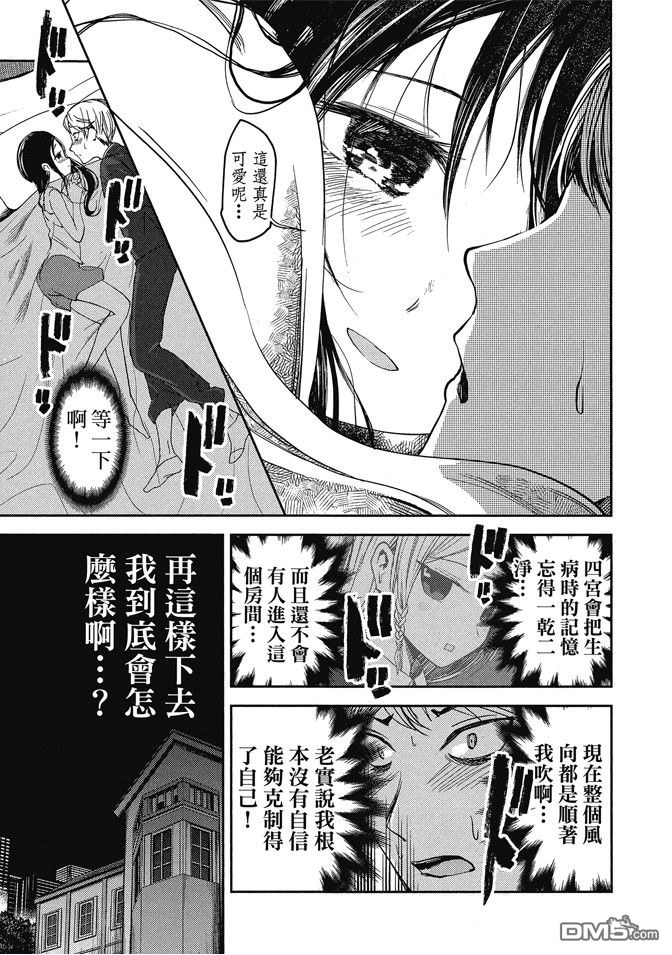 這還真是
可愛呢…
等一下
啊！
四宮會把生
病時的記憶
忘得一乾二
淨…
而且還不會
有人進入這
個房間…
現在整個風
向都是順著
我吹啊…
老實說我根
本沒有自信
能夠克制得
了自己！
再這樣下去
我到底會怎
麼樣啊…？
DM5.com